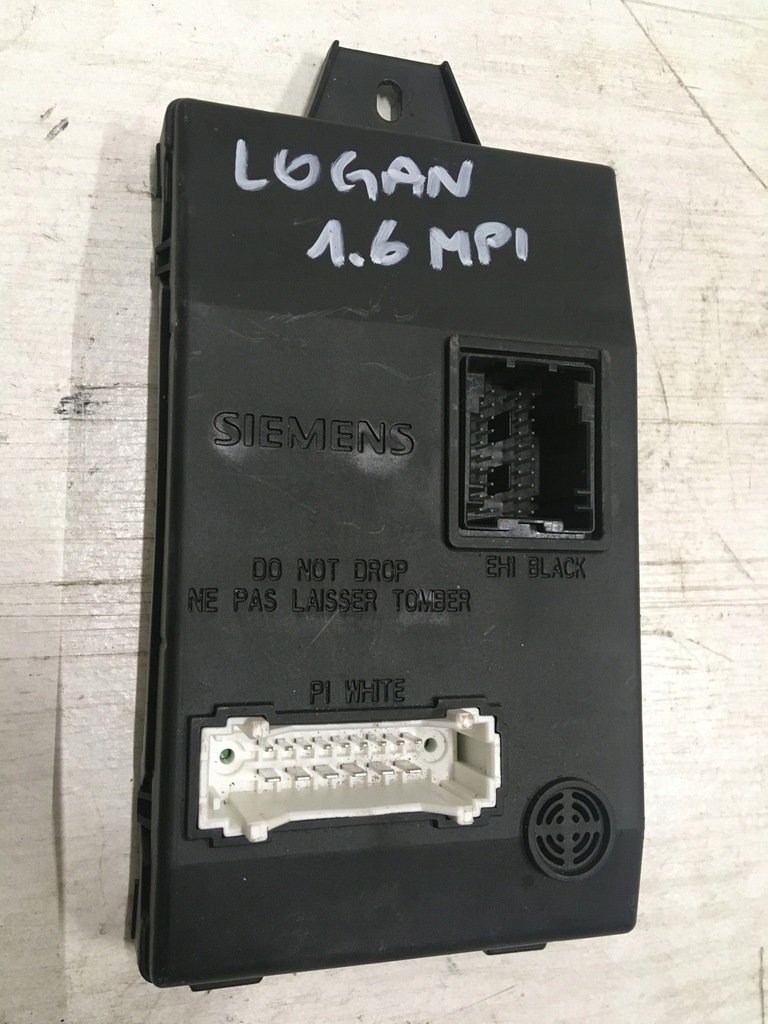 LOGAN
1.6 MPI
SIEMENS
EH1 BLACK
DO NOT DROP
NE PAS LAISSER TOMBER
P1 WHITE